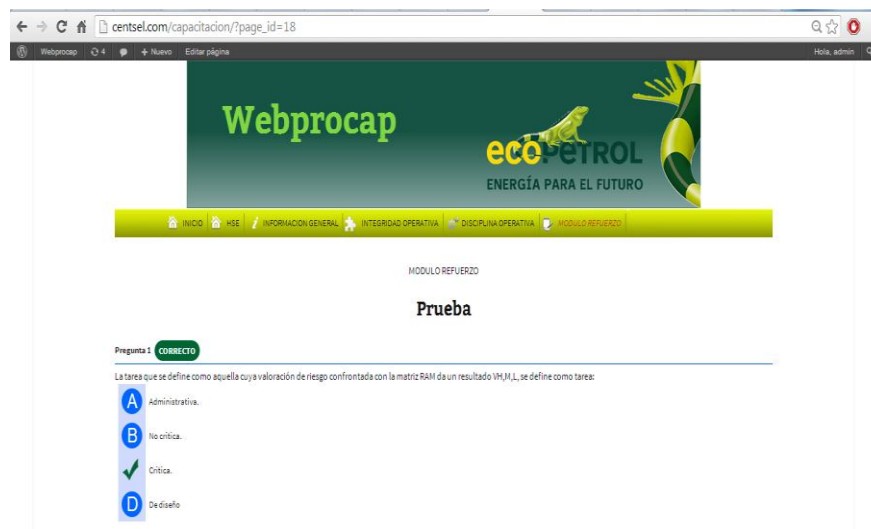 centsel.com/capacitacion/?page_id=18
Webprocap 4 + Nuevo Editar página Hola, admin
Webprocap
ecoPETROL
ENERGÍA PARA EL FUTURO
INICIO HSE INFORMACION GENERAL INTEGRIDAD OPERATIVA DISCIPLINA OPERATIVA MODULO REFUERZO
MODULO REFUERZO
Prueba
Pregunta 1 CORRECTO
La tarea que se define como aquella cuya valoración de riesgo confrontada con la matriz RAM da un resultado VH,M,L, se define como tarea:
A Administrativa.
B No critica.
Critica.
D De diseño